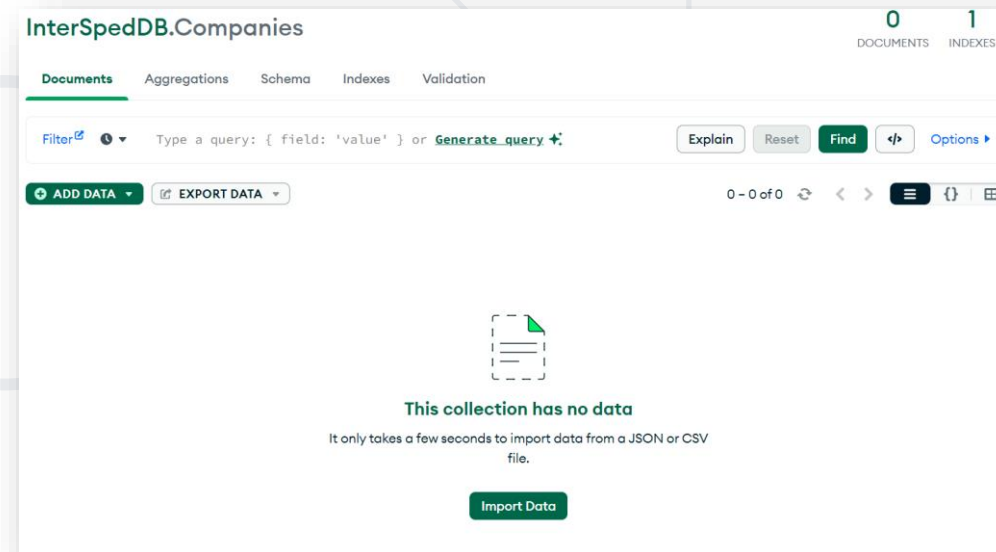 InterSpedDB.Companies
0 1
DOCUMENTS INDEXES
Documents Aggregations Schema Indexes Validation
Filter Type a query: { field: 'value' } or Generate query Explain Reset Find </> Options
ADD DATA EXPORT DATA 0 – 0 of 0 {}
This collection has no data
It only takes a few seconds to import data from a JSON or CSV
file.
Import Data